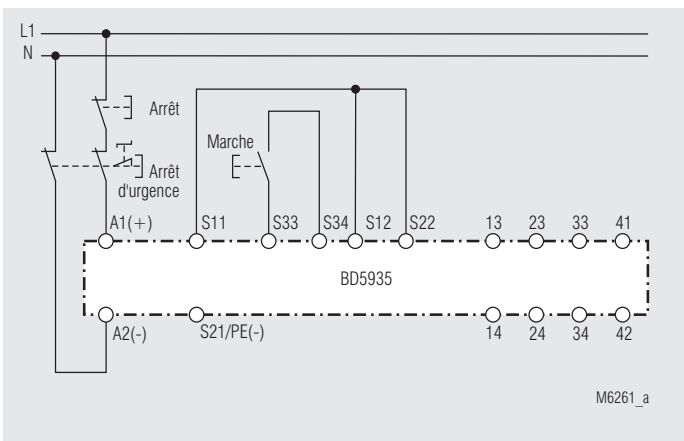 L1
N
Arrêt
Marche
Arrêt
d'urgence
A1(+) S11 S33 S34 S12 S22 13 23 33 41
BD5935
A2(-) S21/PE(-) 14 24 34 42
M6261_a